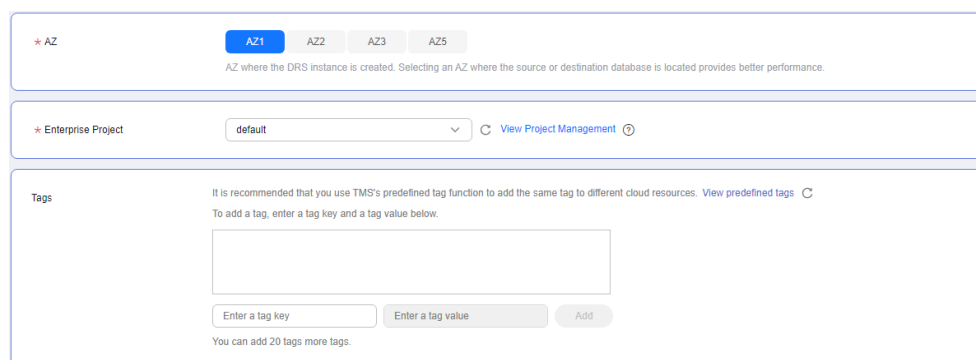 * AZ
AZ1 AZ2 AZ3 AZ5
AZ where the DRS instance is created. Selecting an AZ where the source or destination database is located provides better performance.
* Enterprise Project
default
View Project Management ?
Tags
It is recommended that you use TMS's predefined tag function to add the same tag to different cloud resources. View predefined tags
To add a tag, enter a tag key and a tag value below.
Enter a tag key
Enter a tag value
Add
You can add 20 tags more tags.